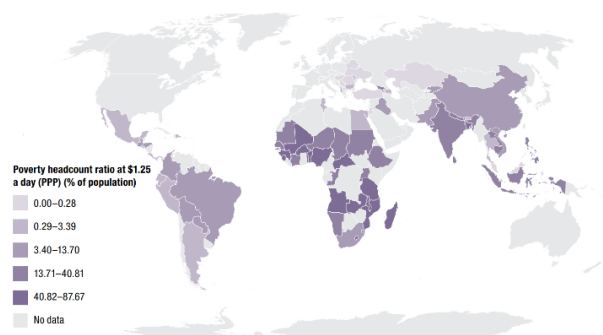 Poverty headcount ratio at $1.25
a day (PPP) (% of population)
0.00–0.28
0.29–3.39
3.40–13.70
13.71–40.81
40.82–87.67
No data